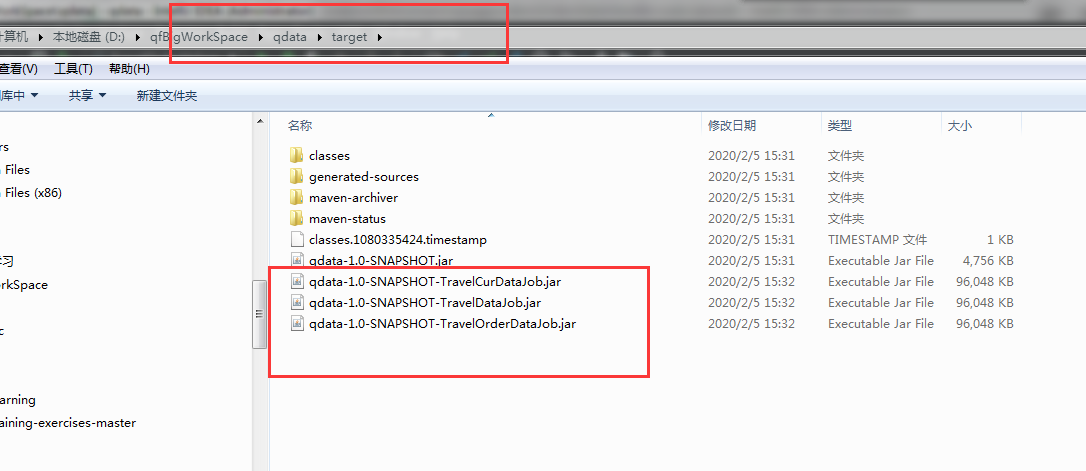 计算机 ▸ 本地磁盘 (D:) ▸ qfBigWorkSpace ▸ qdata ▸ target ▸
查看(V) 工具(T) 帮助(H)
库中 共享 新建文件夹
名称 修改日期 类型 大小
classes 2020/2/5 15:31 文件夹
generated-sources 2020/2/5 15:31 文件夹
maven-archiver 2020/2/5 15:31 文件夹
maven-status 2020/2/5 15:31 文件夹
classes.1080335424.timestamp 2020/2/5 15:31 TIMESTAMP 文件 1 KB
qdata-1.0-SNAPSHOT.jar 2020/2/5 15:31 Executable Jar File 4,756 KB
qdata-1.0-SNAPSHOT-TravelCurDataJob.jar 2020/2/5 15:32 Executable Jar File 96,048 KB
qdata-1.0-SNAPSHOT-TravelDataJob.jar 2020/2/5 15:32 Executable Jar File 96,048 KB
qdata-1.0-SNAPSHOT-TravelOrderDataJob.jar 2020/2/5 15:32 Executable Jar File 96,048 KB
rs
Files
Files (x86)
学习
orkSpace
c
arning
aining-exercises-master